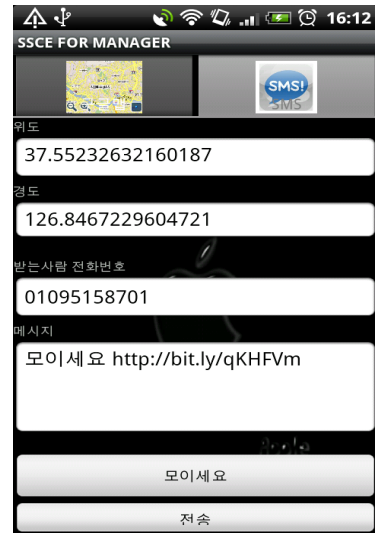 16:12
SSCE FOR MANAGER
SMS!
SMS
위도
37.55232632160187
경도
126.8467229604721
받는사람 전화번호
01095158701
메시지
모이세요 http://bit.ly/qKHFVm
Apple
모이세요
전송